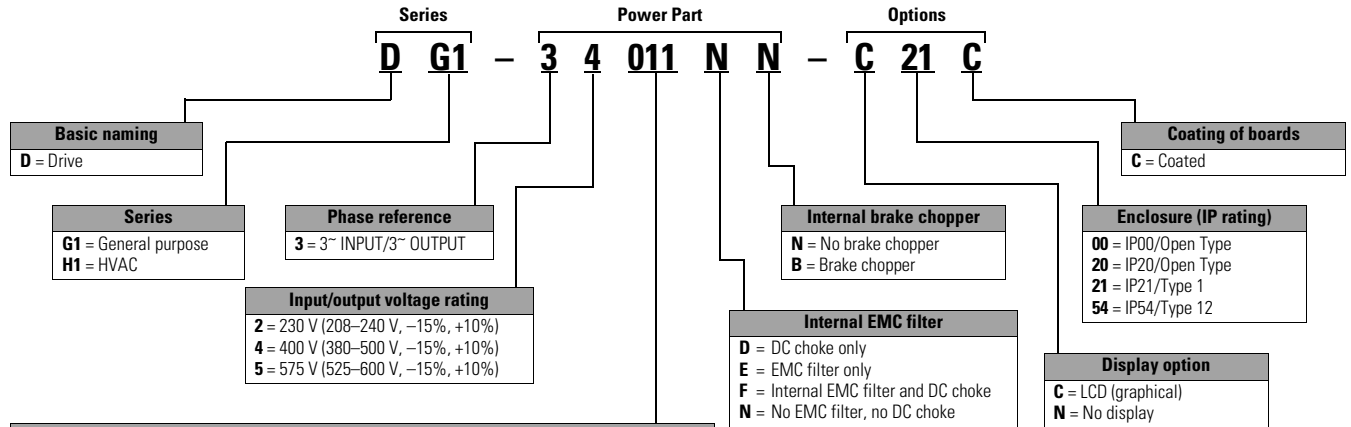 Series Power Part Options
D G1 – 3 4 011 N N – C 21 C
Basic naming
D = Drive
Series
G1 = General purpose
H1 = HVAC
Phase reference
3 = 3~ INPUT/3~ OUTPUT
Input/output voltage rating
2 = 230 V (208–240 V, –15%, +10%)
4 = 400 V (380–500 V, –15%, +10%)
5 = 575 V (525–600 V, –15%, +10%)
Internal brake chopper
N = No brake chopper
B = Brake chopper
Internal EMC filter
D = DC choke only
E = EMC filter only
F = Internal EMC filter and DC choke
N = No EMC filter, no DC choke
Coating of boards
C = Coated
Enclosure (IP rating)
00 = IP00/Open Type
20 = IP20/Open Type
21 = IP21/Type 1
54 = IP54/Type 12
Display option
C = LCD (graphical)
N = No display